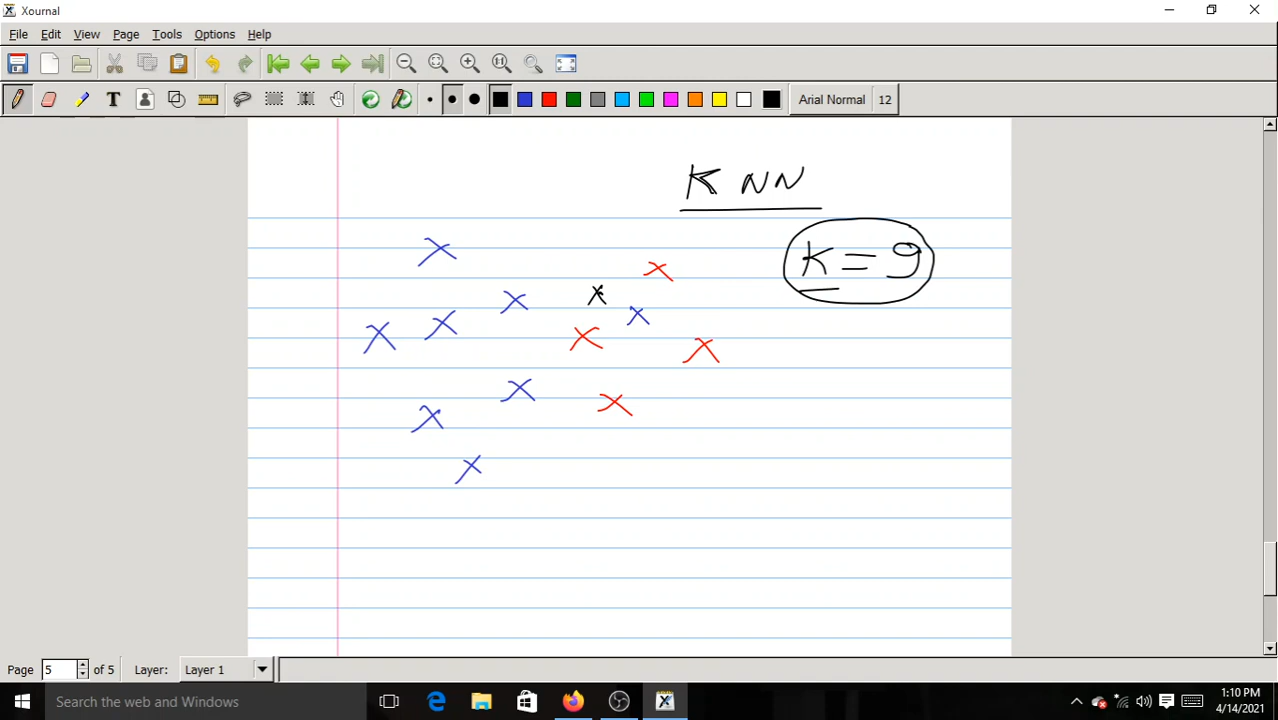 Xournal
File Edit View Page Tools Options Help
Arial Normal 12
K NN
K = 9
Page 5 of 5 Layer: Layer 1
Search the web and Windows
1:10 PM
4/14/2021